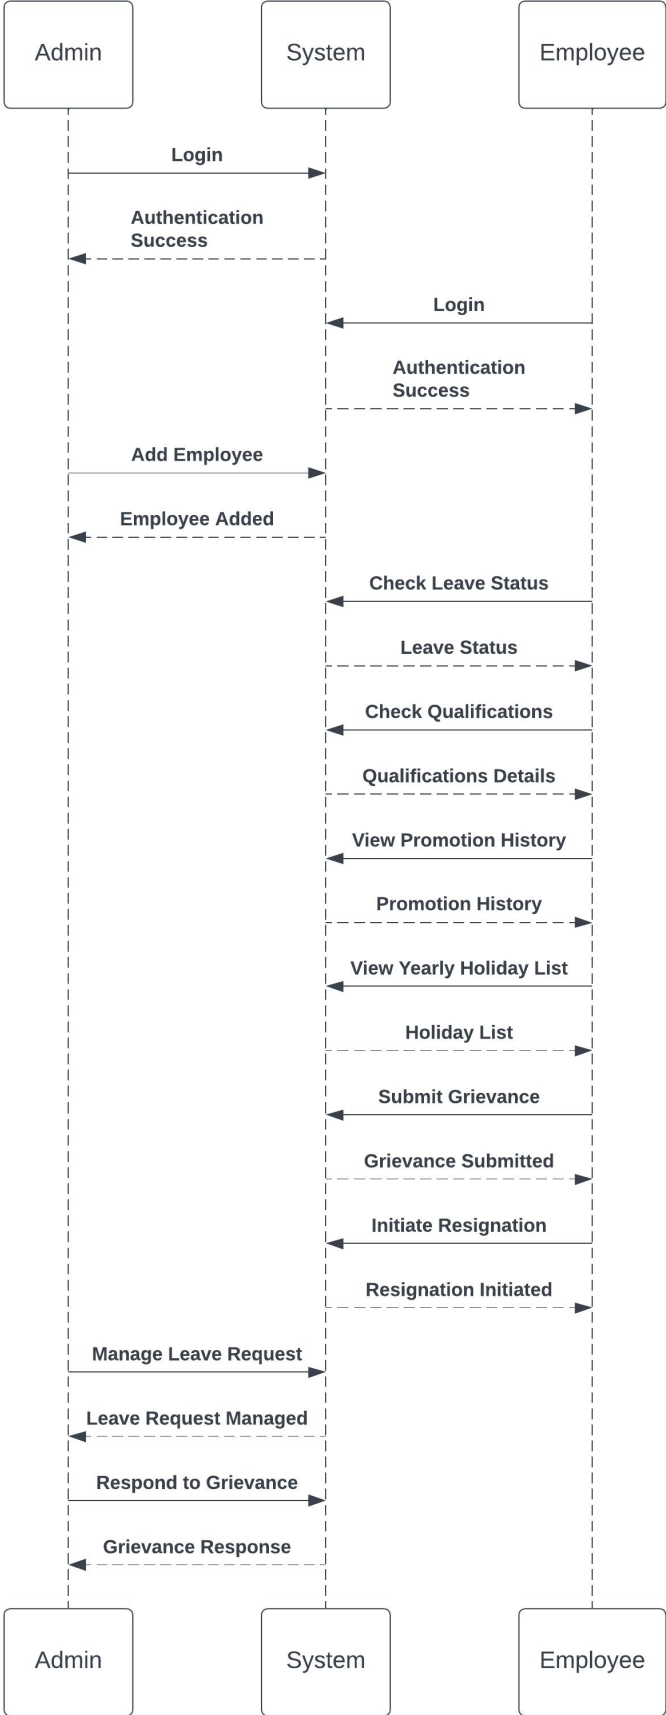 Admin
System
Employee
Login
Authentication
Success
Login
Authentication
Success
Add Employee
Employee Added
Check Leave Status
Leave Status
Check Qualifications
Qualifications Details
View Promotion History
Promotion History
View Yearly Holiday List
Holiday List
Submit Grievance
Grievance Submitted
Initiate Resignation
Resignation Initiated
Manage Leave Request
Leave Request Managed
Respond to Grievance
Grievance Response
Admin
System
Employee